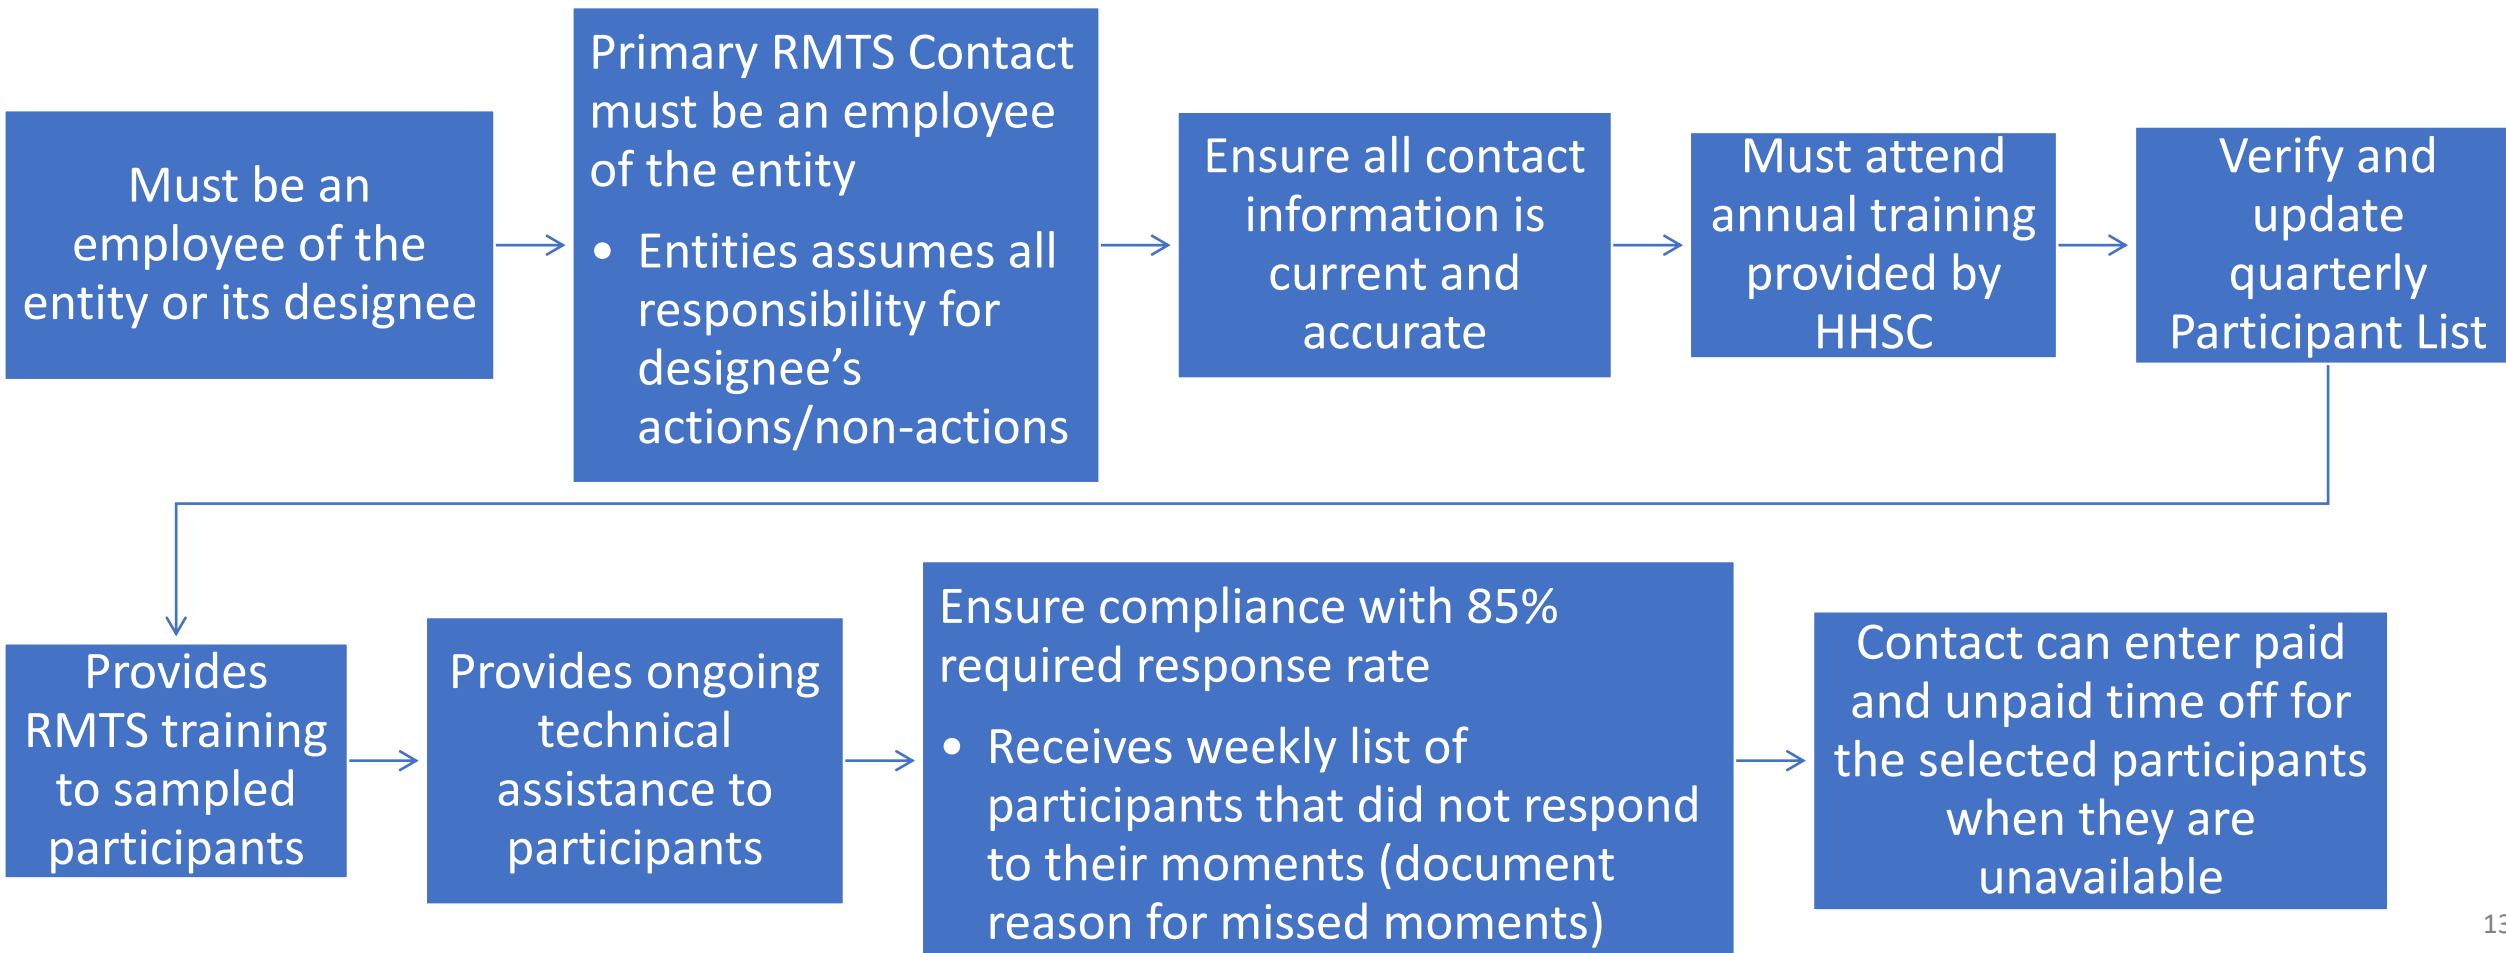 Must be an
employee of the
entity or its designee
Primary RMTS Contact
must be an employee
of the entity
• Entities assumes all
responsibility for
designee’s
actions/non-actions
Ensure all contact
information is
current and
accurate
Must attend
annual training
provided by
HHSC
Verify and
update
quarterly
Participant List
Provides
RMTS training
to sampled
participants
Provides ongoing
technical
assistance to
participants
Ensure compliance with 85%
required response rate
• Receives weekly list of
participants that did not respond
to their moments (document
reason for missed moments)
Contact can enter paid
and unpaid time off for
the selected participants
when they are
unavailable
13